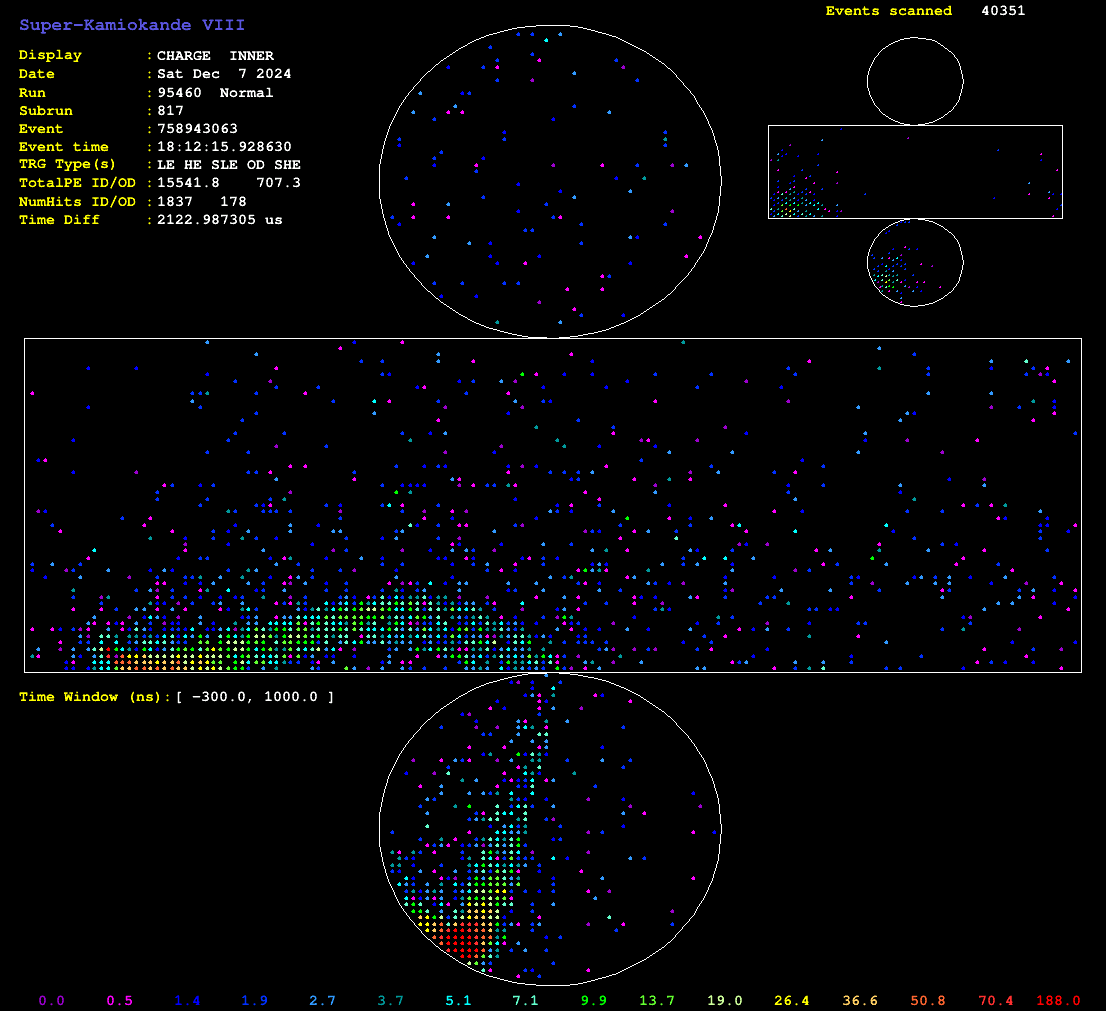 Super-Kamiokande VIII
Events scanned 40351
Display : CHARGE INNER
Date : Sat Dec 7 2024
Run : 95460 Normal
Subrun : 817
Event : 758943063
Event time : 18:12:15.928630
TRG Type(s) : LE HE SLE OD SHE
TotalPE ID/OD : 15541.8 707.3
NumHits ID/OD : 1837 178
Time Diff : 2122.987305 us
Time Window (ns): [ -300.0, 1000.0 ]
0.0 0.5 1.4 1.9 2.7 3.7 5.1 7.1 9.9 13.7 19.0 26.4 36.6 50.8 70.4 188.0